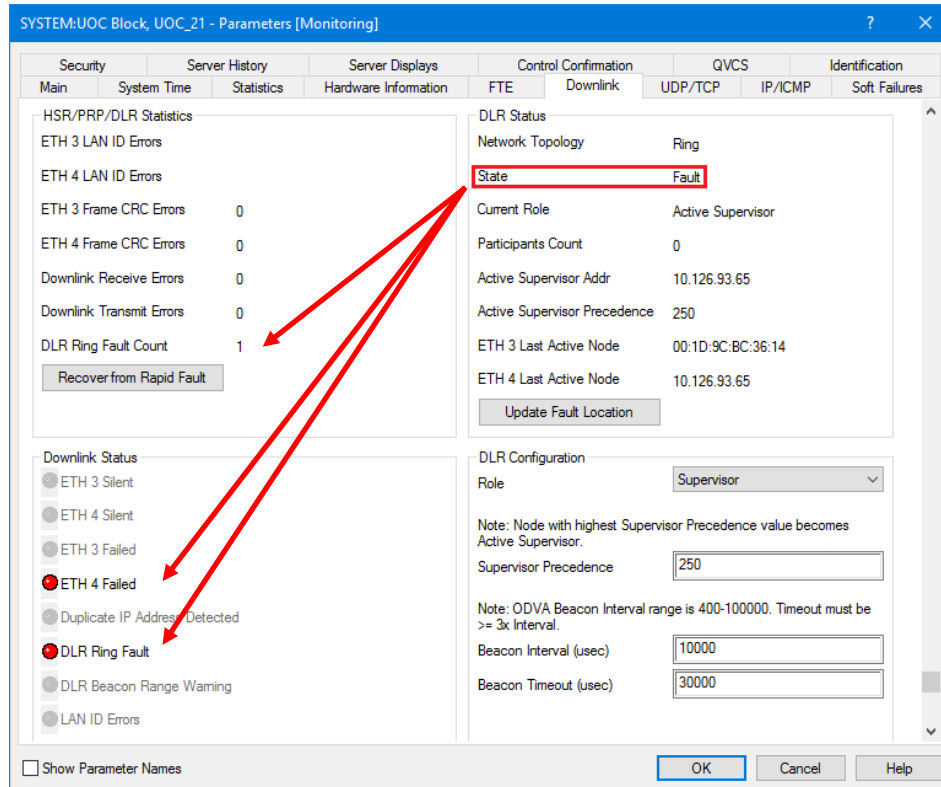 SYSTEM:UOC Block, UOC_21 - Parameters [Monitoring]
?
Security Server History Server Displays Control Confirmation QVCS Identification
Main System Time Statistics Hardware Information FTE Downlink UDP/TCP IP/ICMP Soft Failures
HSR/PRP/DLR Statistics
ETH 3 LAN ID Errors
ETH 4 LAN ID Errors
ETH 3 Frame CRC Errors 0
ETH 4 Frame CRC Errors 0
Downlink Receive Errors 0
Downlink Transmit Errors 0
DLR Ring Fault Count 1
Recover from Rapid Fault
DLR Status
Network Topology Ring
State Fault
Current Role Active Supervisor
Participants Count 0
Active Supervisor Addr 10.126.93.65
Active Supervisor Precedence 250
ETH 3 Last Active Node 00:1D:9C:BC:36:14
ETH 4 Last Active Node 10.126.93.65
Update Fault Location
Downlink Status
ETH 3 Silent
ETH 4 Silent
ETH 3 Failed
ETH 4 Failed
Duplicate IP Address Detected
DLR Ring Fault
DLR Beacon Range Warning
LAN ID Errors
DLR Configuration
Role Supervisor
Note: Node with highest Supervisor Precedence value becomes
Active Supervisor.
Supervisor Precedence 250
Note: ODVA Beacon Interval range is 400-100000. Timeout must be
>= 3x Interval.
Beacon Interval (usec) 10000
Beacon Timeout (usec) 30000
Show Parameter Names
OK Cancel Help